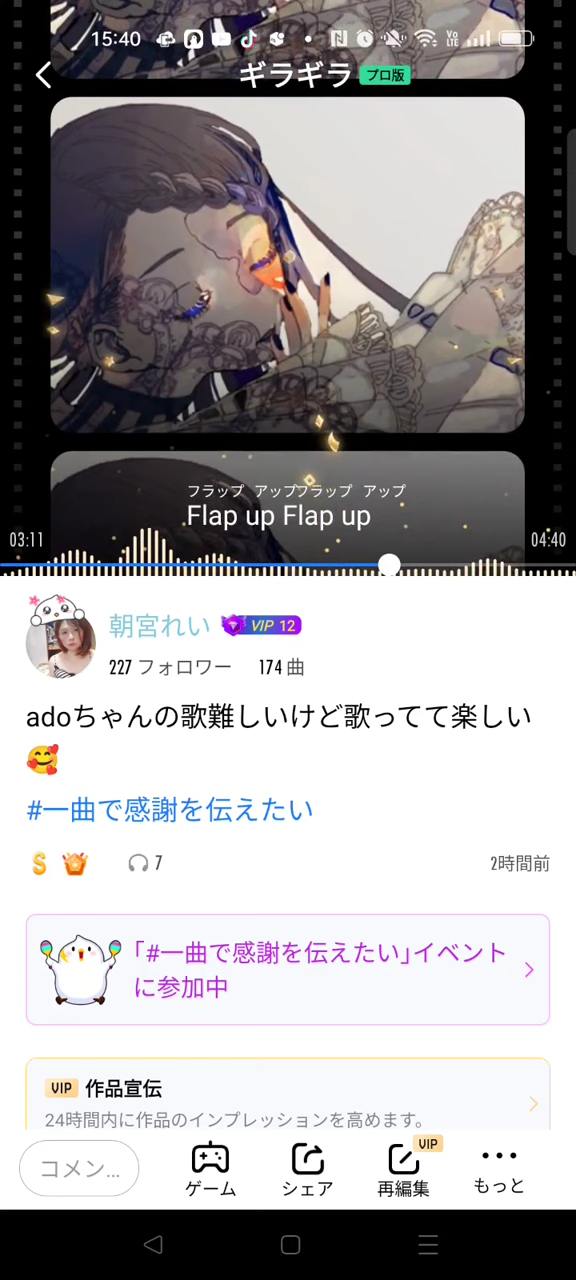 15:40
Vo LTE
ギラギラ プロ版
フラップ アップフラップ アップ
Flap up Flap up
03:11
04:40
朝宮れい VIP 12
227 フォロワー 174 曲
adoちゃんの歌難しいけど歌ってて楽しい
🥰
#一曲で感謝を伝えたい
S 7 2時間前
「#一曲で感謝を伝えたい」イベント
に参加中
VIP 作品宣伝
24時間内に作品のインプレッションを高めます。
コメン...
ゲーム
シェア
VIP
再編集
もっと